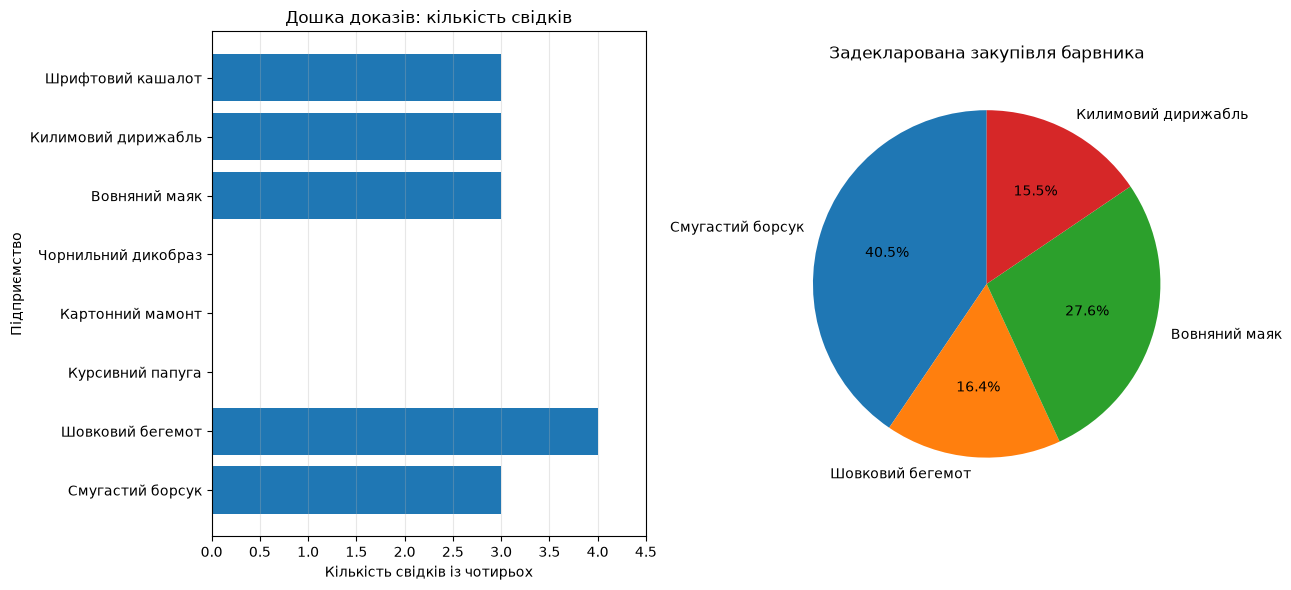 Дошка доказів: кількість свідків
Підприємство
Шрифтовий кашалот
Килимовий дирижабль
Вовняний маяк
Чорнильний дикобраз
Картонний мамонт
Курсивний папуга
Шовковий бегемот
Смугастий борсук
0.0 0.5 1.0 1.5 2.0 2.5 3.0 3.5 4.0 4.5
Кількість свідків із чотирьох
Задекларована закупівля барвника
Килимовий дирижабль
15.5%
Смугастий борсук
40.5%
27.6%
Вовняний маяк
16.4%
Шовковий бегемот